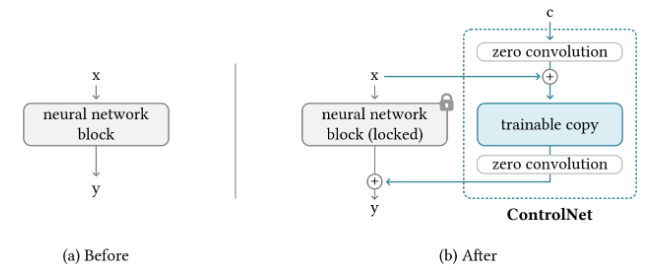 x
neural network
block
y
(a) Before
c
zero convolution
x
+
neural network
block (locked)
trainable copy
zero convolution
+
y
ControlNet
(b) After